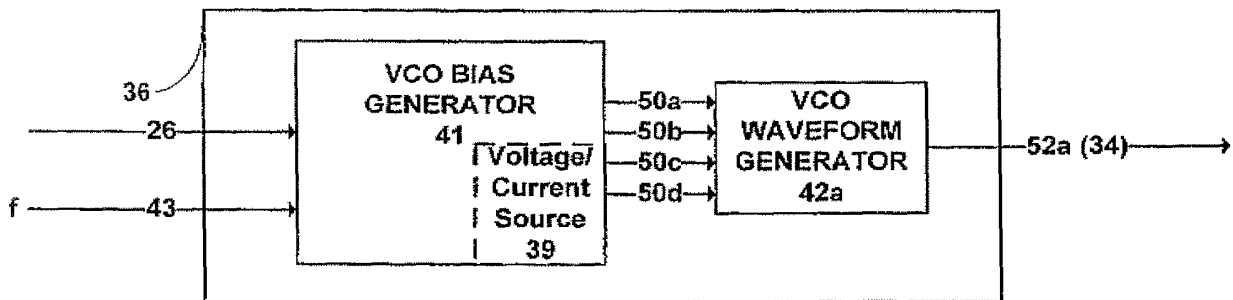 36
VCO BIAS
GENERATOR
41
26
f
43
Voltage/
Current
Source
39
50a
50b
50c
50d
VCO
WAVEFORM
GENERATOR
42a
52a (34)